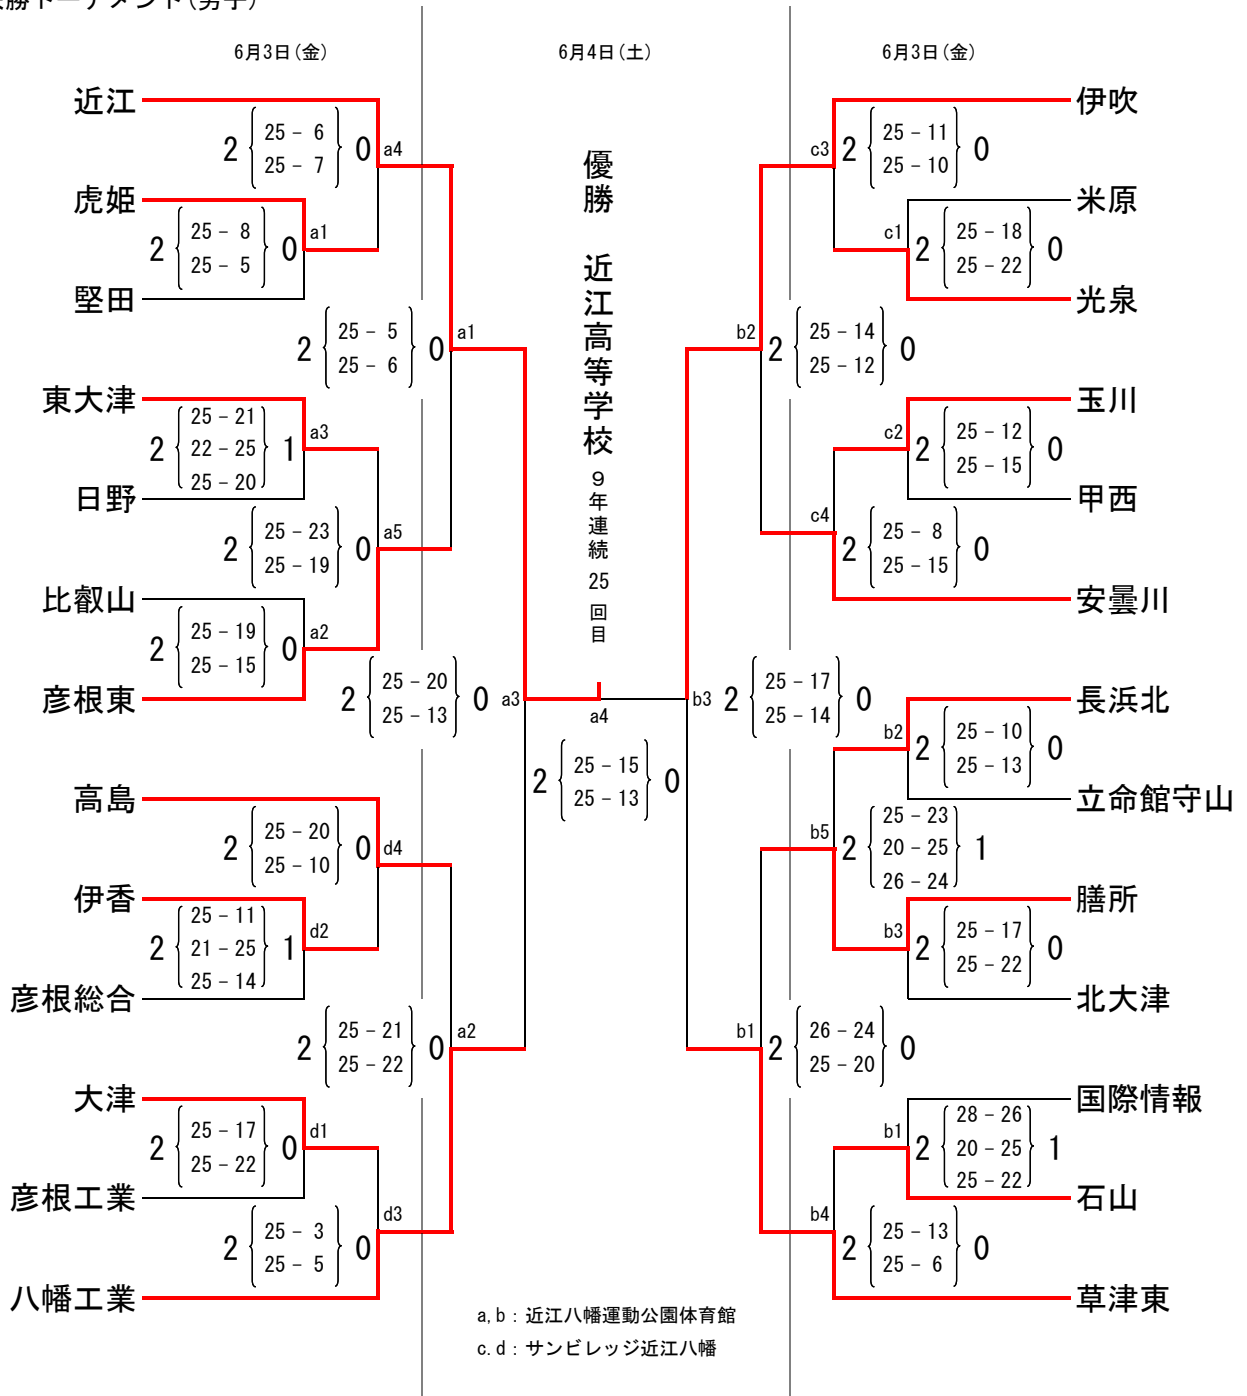 勝トーナメント(男子)
6月3日(金)
6月4日(土)
6月3日(金)
近江
2 25 - 6 0 a4
25 - 7
虎姫
2 25 - 8 0 a1
25 - 5
堅田
2 25 - 5 0 a1
25 - 6
東大津
2 25 - 21 1 a3
22 - 25
25 - 20
日野
2 25 - 23 0 a5
25 - 19
比叡山
2 25 - 19 0 a2
25 - 15
彦根東
2 25 - 20 0 a3
25 - 13
高島
2 25 - 20 0 d4
25 - 10
伊香
2 25 - 11 1 d2
21 - 25
25 - 14
彦根総合
2 25 - 21 0 a2
25 - 22
大津
2 25 - 17 0 d1
25 - 22
彦根工業
2 25 - 3 0 d3
25 - 5
八幡工業
優勝 近江高等学校
9年連続 25 回目
a4
2 25 - 15 0
25 - 13
伊吹
c3 2 25 - 11 0
25 - 10
米原
c1 2 25 - 18 0
25 - 22
光泉
b2 2 25 - 14 0
25 - 12
玉川
c2 2 25 - 12 0
25 - 15
甲西
c4 2 25 - 8 0
25 - 15
安曇川
b3 2 25 - 17 0
25 - 14
長浜北
b2 2 25 - 10 0
25 - 13
立命館守山
b5 2 25 - 23 1
20 - 25
26 - 24
膳所
b3 2 25 - 17 0
25 - 22
北大津
b1 2 26 - 24 0
25 - 20
国際情報
b1 2 28 - 26 1
20 - 25
25 - 22
石山
b4 2 25 - 13 0
25 - 6
草津東
a,b : 近江八幡運動公園体育館
c.d : サンビレッジ近江八幡